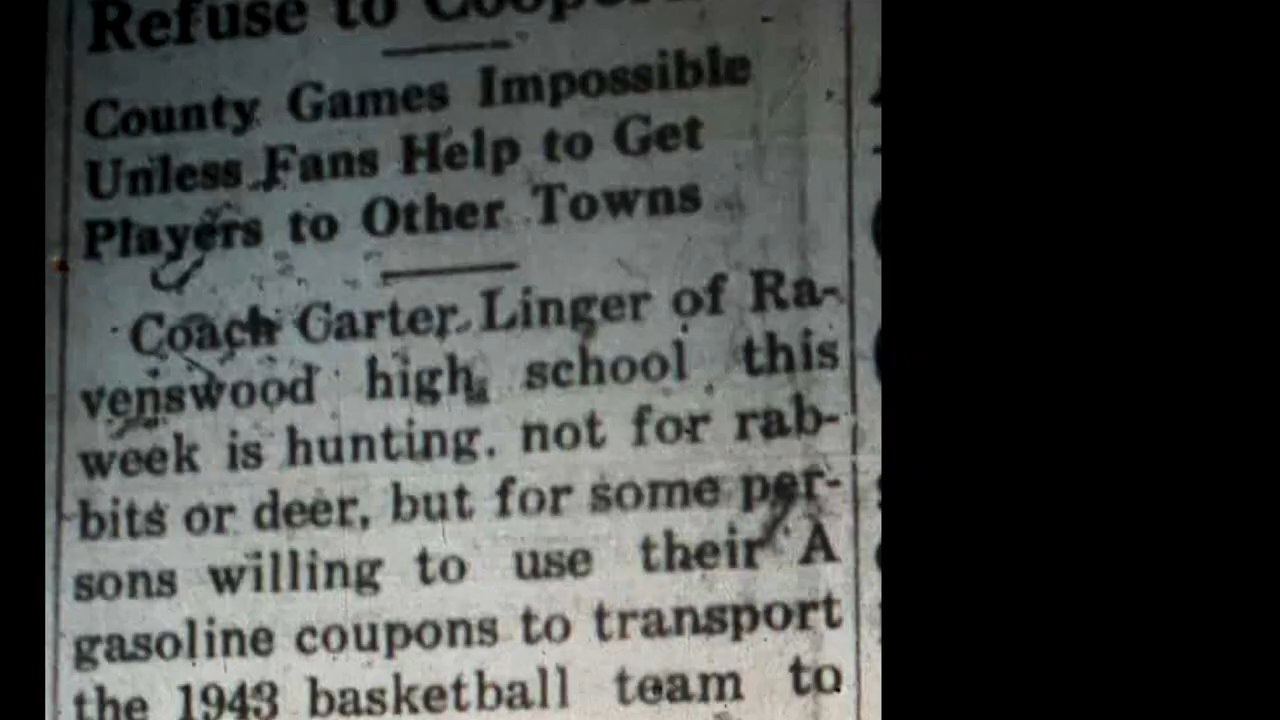 Refuse to
County Games Impossible
Unless Fans Help to Get
Players to Other Towns
Coach Garter Linger of Ra-
venswood high school this
week is hunting, not for rab-
bits or deer, but for some per-
sons willing to use their A
gasoline coupons to transport
the 1943 basketball team to